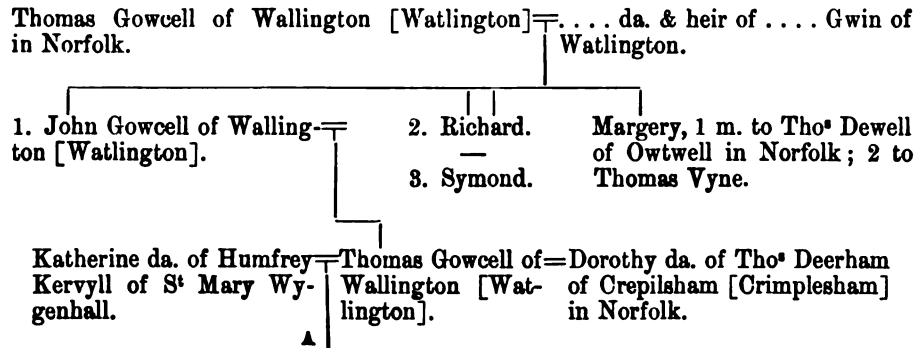 Thomas Gowcell of Wallington [Watlington]=. . . . da. & heir of . . . . Gwin of
in Norfolk.
Watlington.
1. John Gowcell of Walling-
ton [Watlington].
2. Richard.
—
3. Symond.
Margery, 1 m. to Thoˢ Dewell
of Owtwell in Norfolk; 2 to
Thomas Vyne.
Katherine da. of Humfrey
Kervyll of Sᵗ Mary Wy-
genhall.
Thomas Gowcell of
Wallington [Wat-
lington].
Dorothy da. of Thoˢ Deerham
of Crepilsham [Crimplesham]
in Norfolk.
A